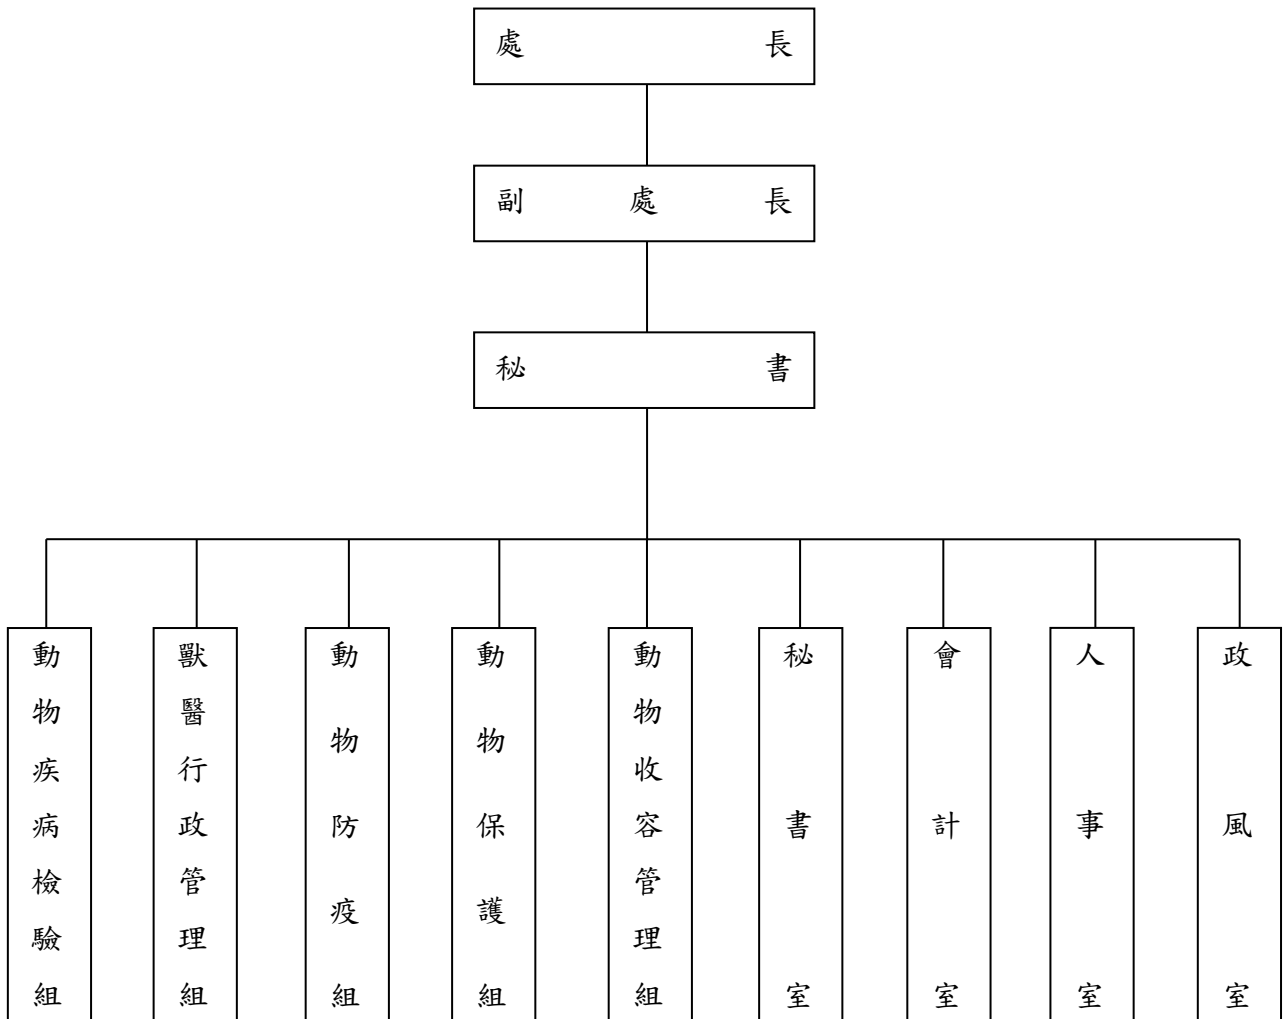 處長
副處長
秘書
動物疾病檢驗組
獸醫行政管理組
動物防疫組
動物保護組
動物收容管理組
秘書室
會計室
人事室
政風室